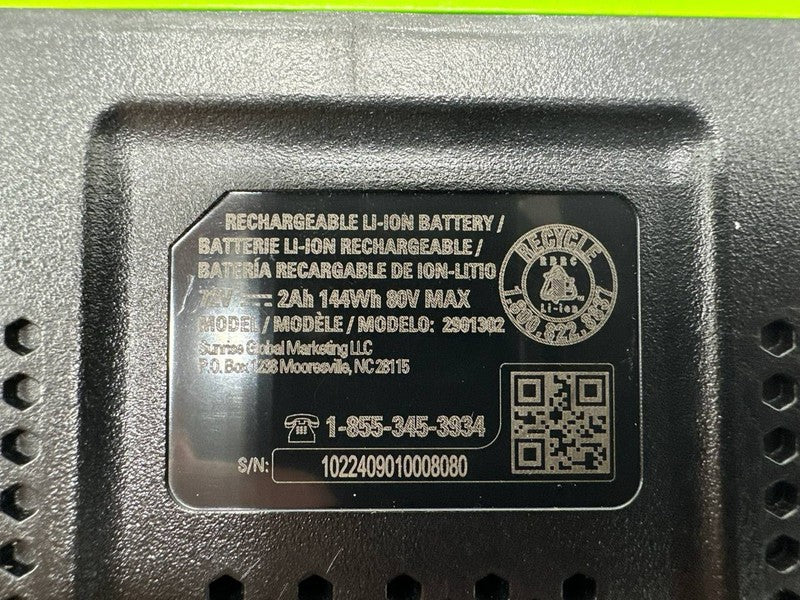 RECHARGEABLE LI-ION BATTERY /
BATTERIE LI-ION RECHARGEABLE /
BATERÍA RECARGABLE DE ION-LITIO
72V ⎓ 2Ah 144Wh 80V MAX
MODEL / MODÈLE / MODELO: 2901302
Sunrise Global Marketing LLC
P.O. Box 1238 Mooresville, NC 28115
1-855-345-3934
S/N: 1022409010008080
RECYCLE
RBRC
Li-ion
1.800.822.8837